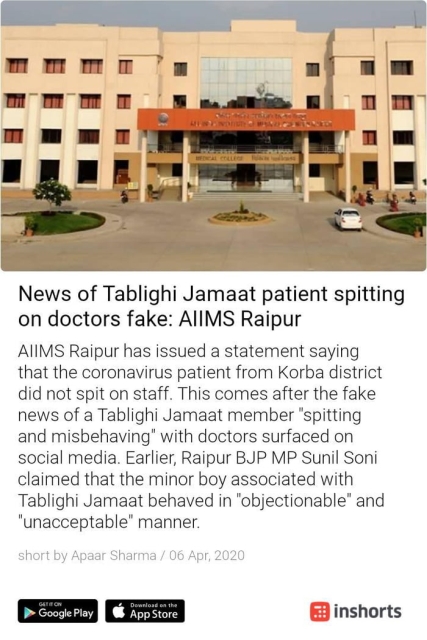 MEDICAL COLLEGE
News of Tablighi Jamaat patient spitting
on doctors fake: AIIMS Raipur
AIIMS Raipur has issued a statement saying
that the coronavirus patient from Korba district
did not spit on staff. This comes after the fake
news of a Tablighi Jamaat member "spitting
and misbehaving" with doctors surfaced on
social media. Earlier, Raipur BJP MP Sunil Soni
claimed that the minor boy associated with
Tablighi Jamaat behaved in "objectionable" and
"unacceptable" manner.
short by Apaar Sharma / 06 Apr, 2020
GET IT ON
Google Play
Download on the
App Store
inshorts